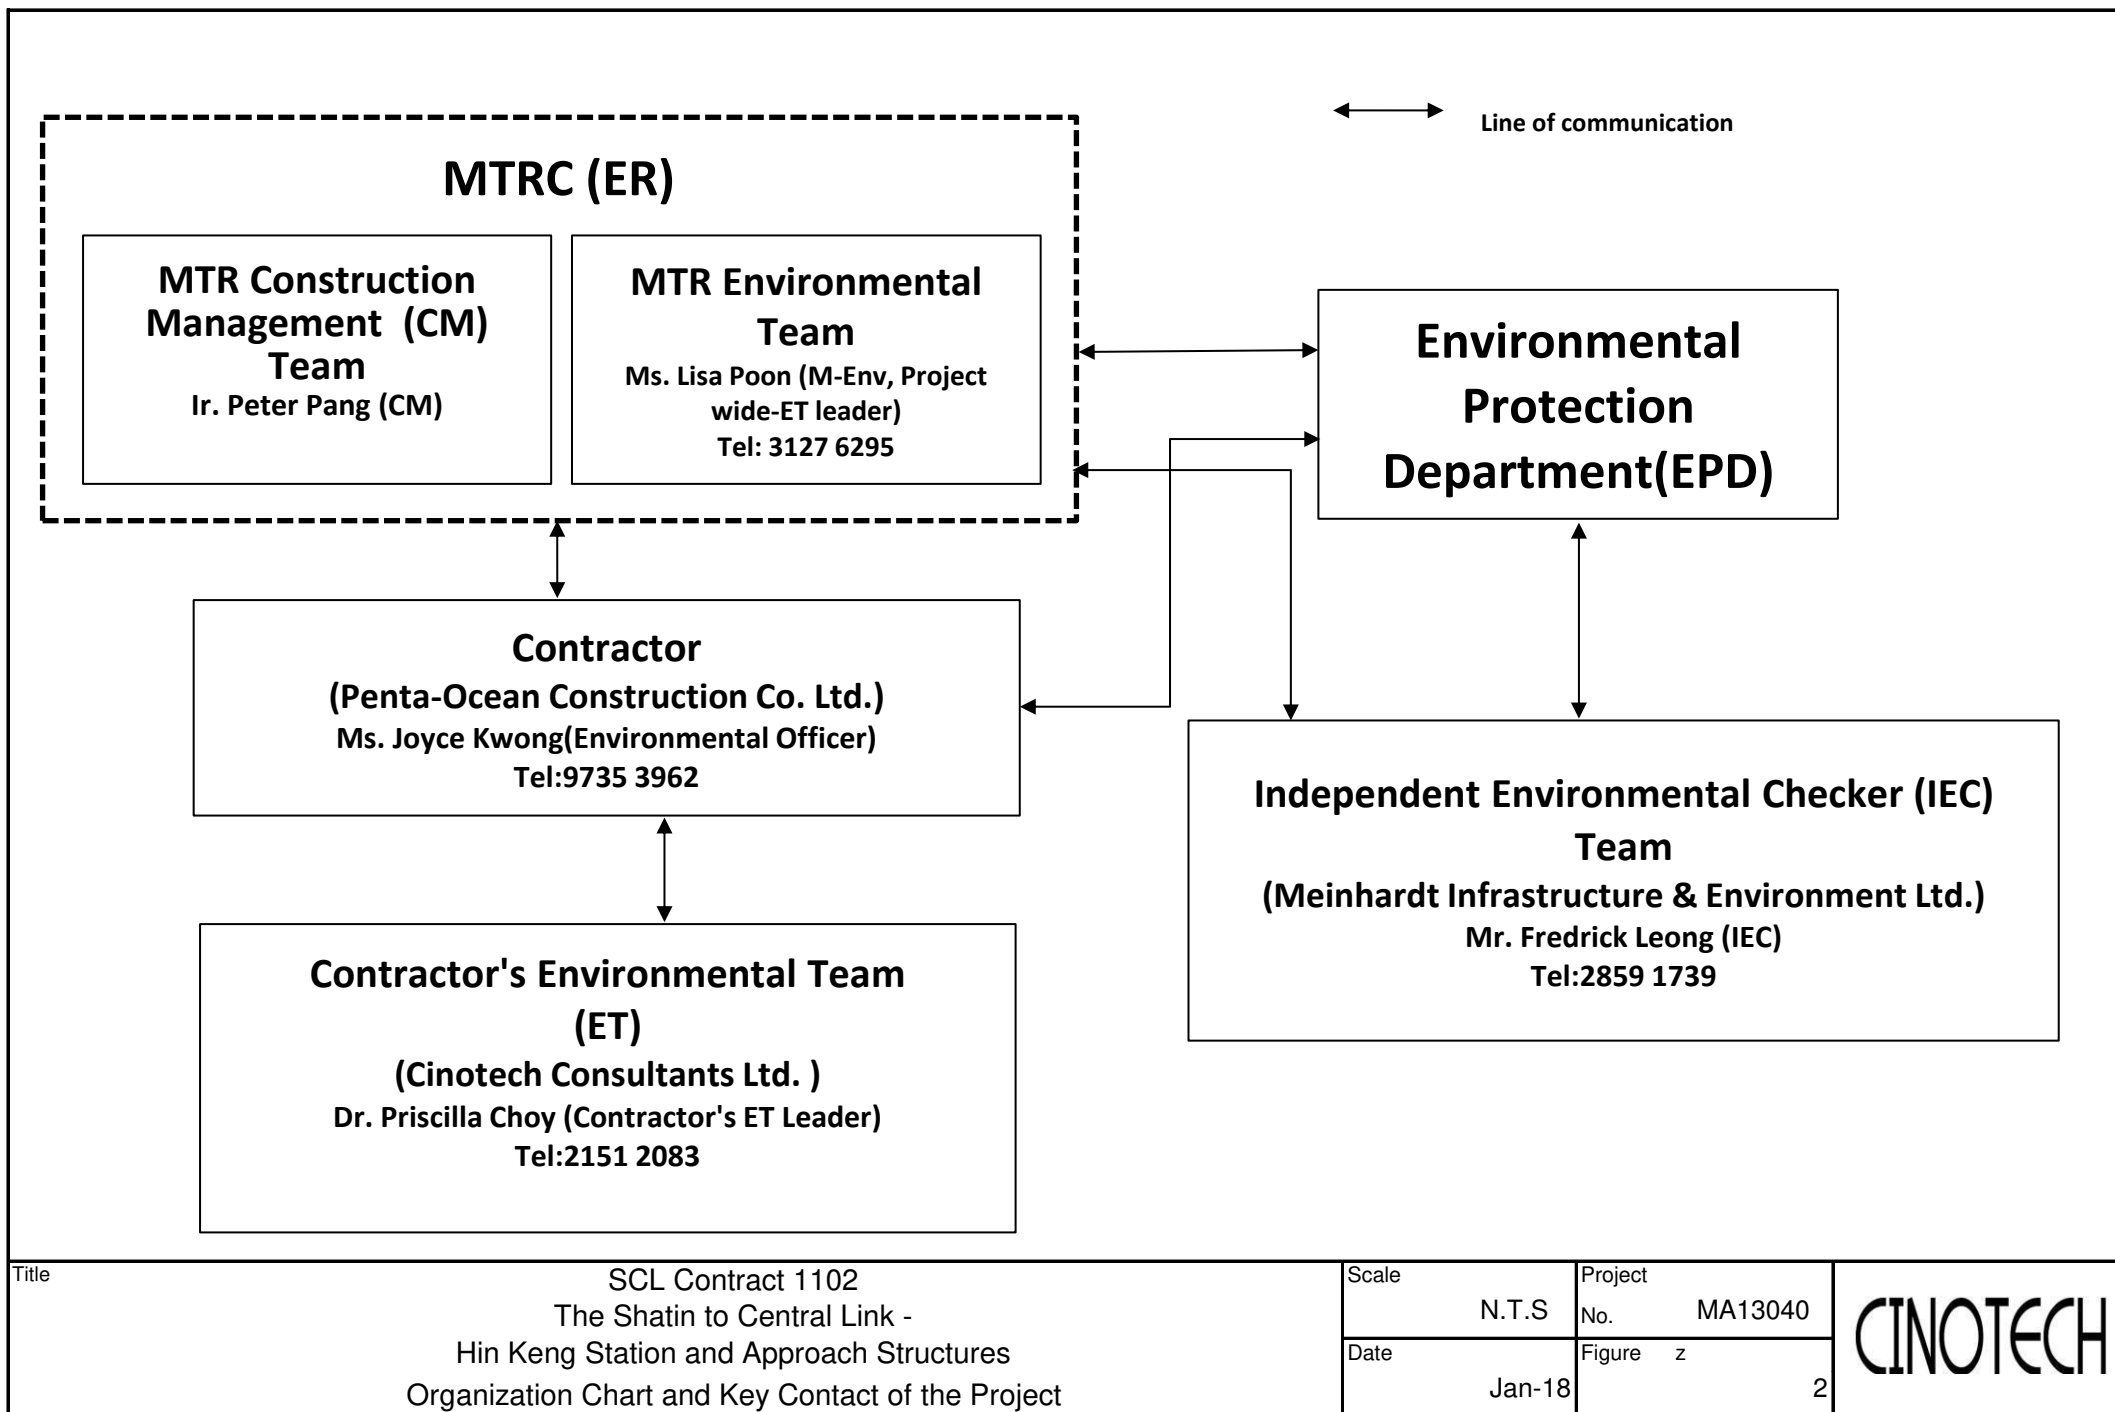 Line of communication
MTRC (ER)
MTR Construction
Management  (CM)
Team
Ir. Peter Pang (CM)
MTR Environmental
Team
Ms. Lisa Poon (M-Env, Project
wide-ET leader)
Tel: 3127 6295
Environmental
Protection
Department(EPD)
Contractor
(Penta-Ocean Construction Co. Ltd.)
Ms. Joyce Kwong(Environmental Officer)
Tel:9735 3962
Independent Environmental Checker (IEC)
Team
(Meinhardt Infrastructure & Environment Ltd.)
Mr. Fredrick Leong (IEC)
Tel:2859 1739
Contractor's Environmental Team
(ET)
(Cinotech Consultants Ltd. )
Dr. Priscilla Choy (Contractor's ET Leader)
Tel:2151 2083
Title
SCL Contract 1102
The Shatin to Central Link -
Hin Keng Station and Approach Structures
Organization Chart and Key Contact of the Project
Scale
N.T.S
Project
No. MA13040
Date
Jan-18
Figure z
2
CINOTECH